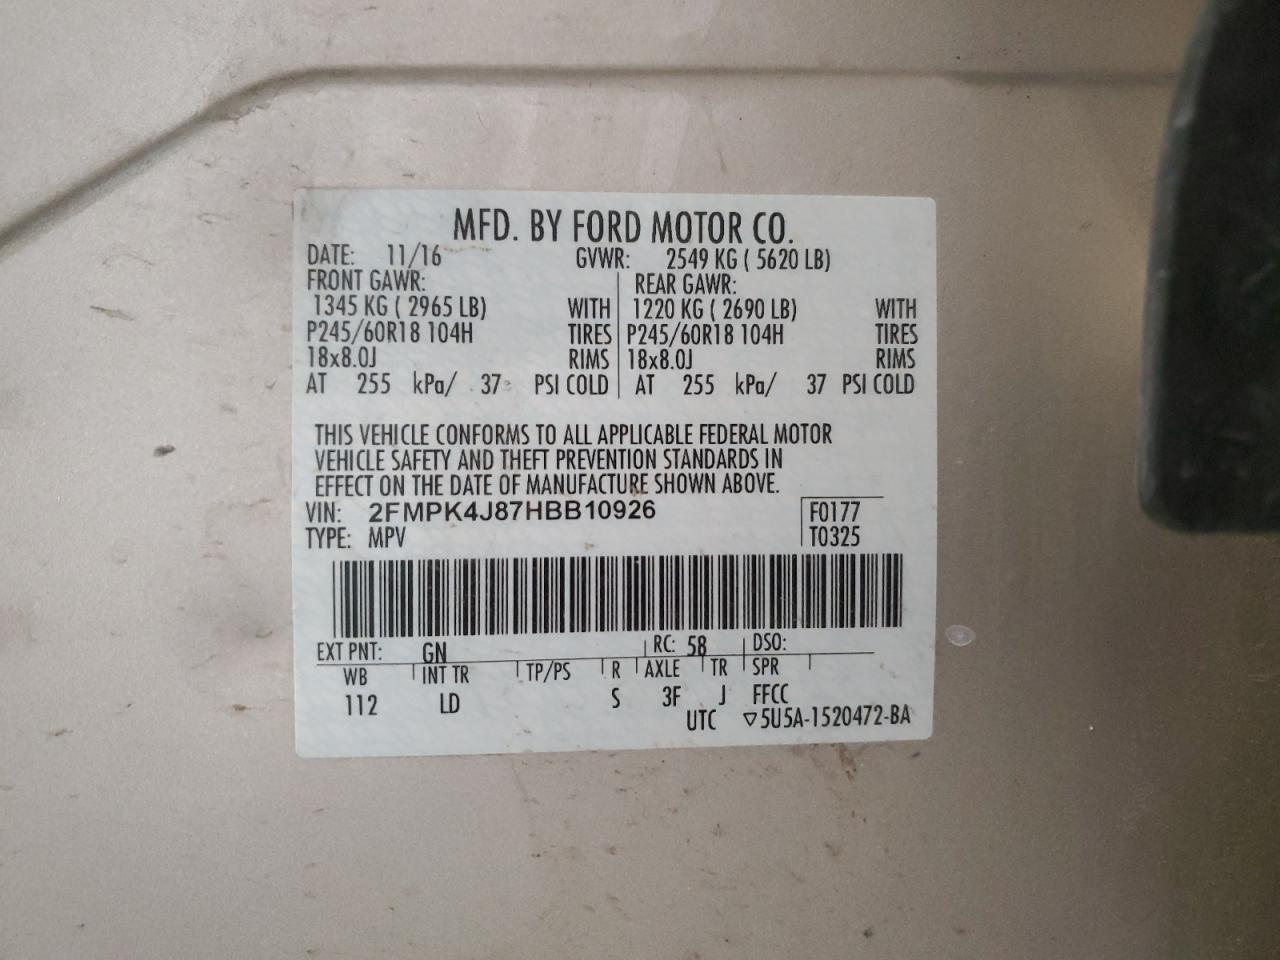 MFD. BY FORD MOTOR CO.
DATE: 11/16 GVWR: 2549 KG ( 5620 LB)
FRONT GAWR: REAR GAWR:
1345 KG ( 2965 LB) WITH 1220 KG ( 2690 LB) WITH
P245/60R18 104H TIRES P245/60R18 104H TIRES
18x8.0J RIMS 18x8.0J RIMS
AT 255 kPa/ 37 PSI COLD AT 255 kPa/ 37 PSI COLD
THIS VEHICLE CONFORMS TO ALL APPLICABLE FEDERAL MOTOR
VEHICLE SAFETY AND THEFT PREVENTION STANDARDS IN
EFFECT ON THE DATE OF MANUFACTURE SHOWN ABOVE.
VIN: 2FMPK4J87HBB10926 F0177
TYPE: MPV T0325
EXT PNT: GN RC: 58 DSO:
WB INT TR TP/PS R AXLE TR SPR
112 LD S 3F J FFCC
UTC ▽5U5A-1520472-BA